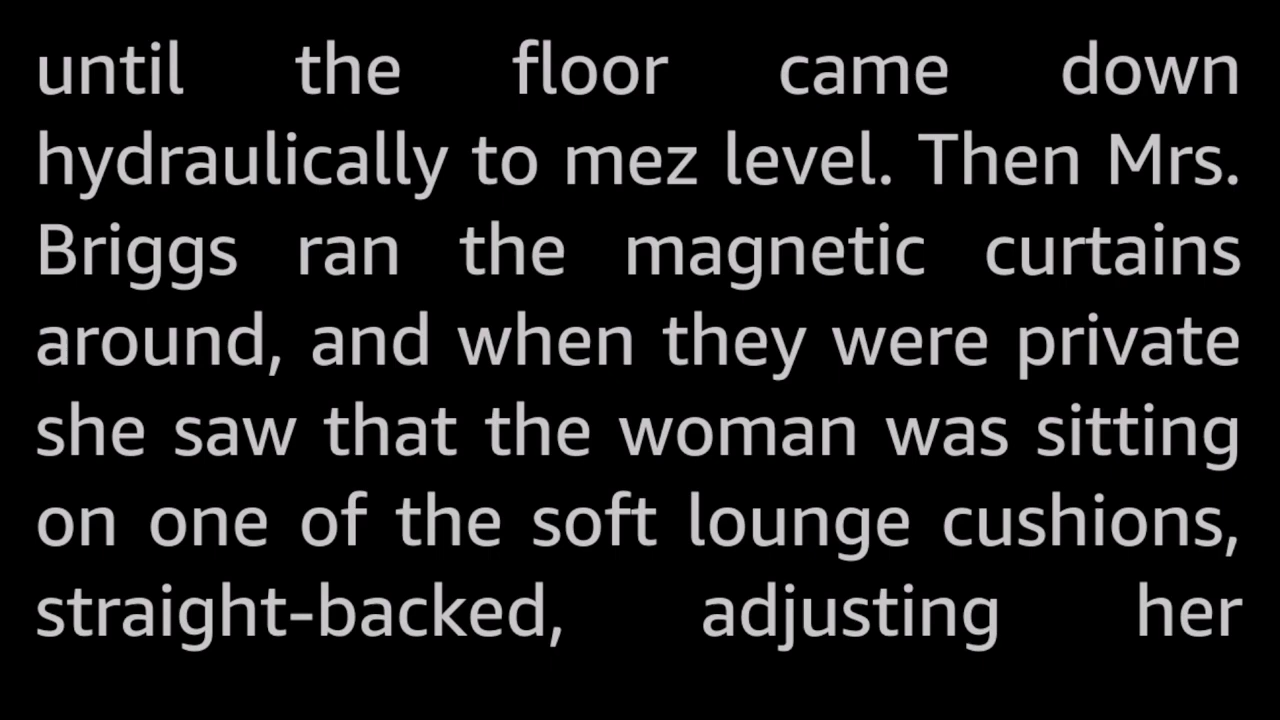 until the floor came down
hydraulically to mez level. Then Mrs.
Briggs ran the magnetic curtains
around, and when they were private
she saw that the woman was sitting
on one of the soft lounge cushions,
straight-backed, adjusting her